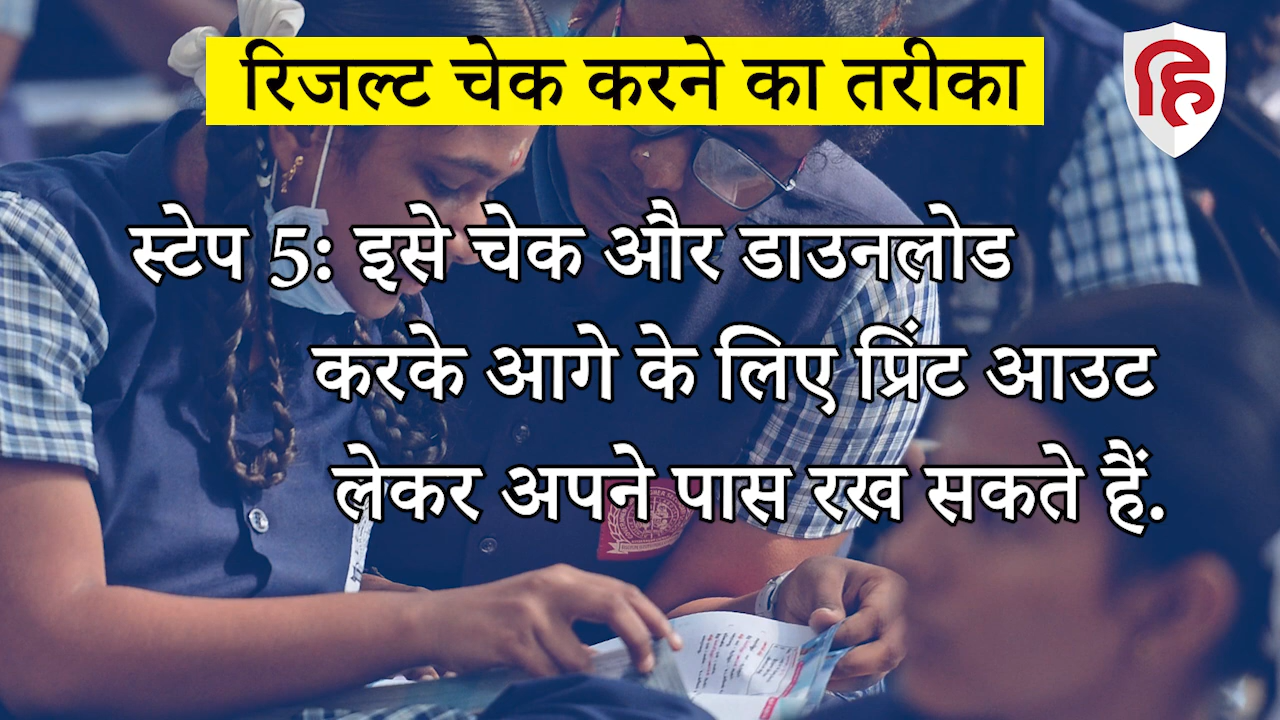 रिजल्ट चेक करने का तरीका
हि
स्टेप 5: इसे चेक और डाउनलोड
करके आगे के लिए प्रिंट आउट
लेकर अपने पास रख सकते हैं.